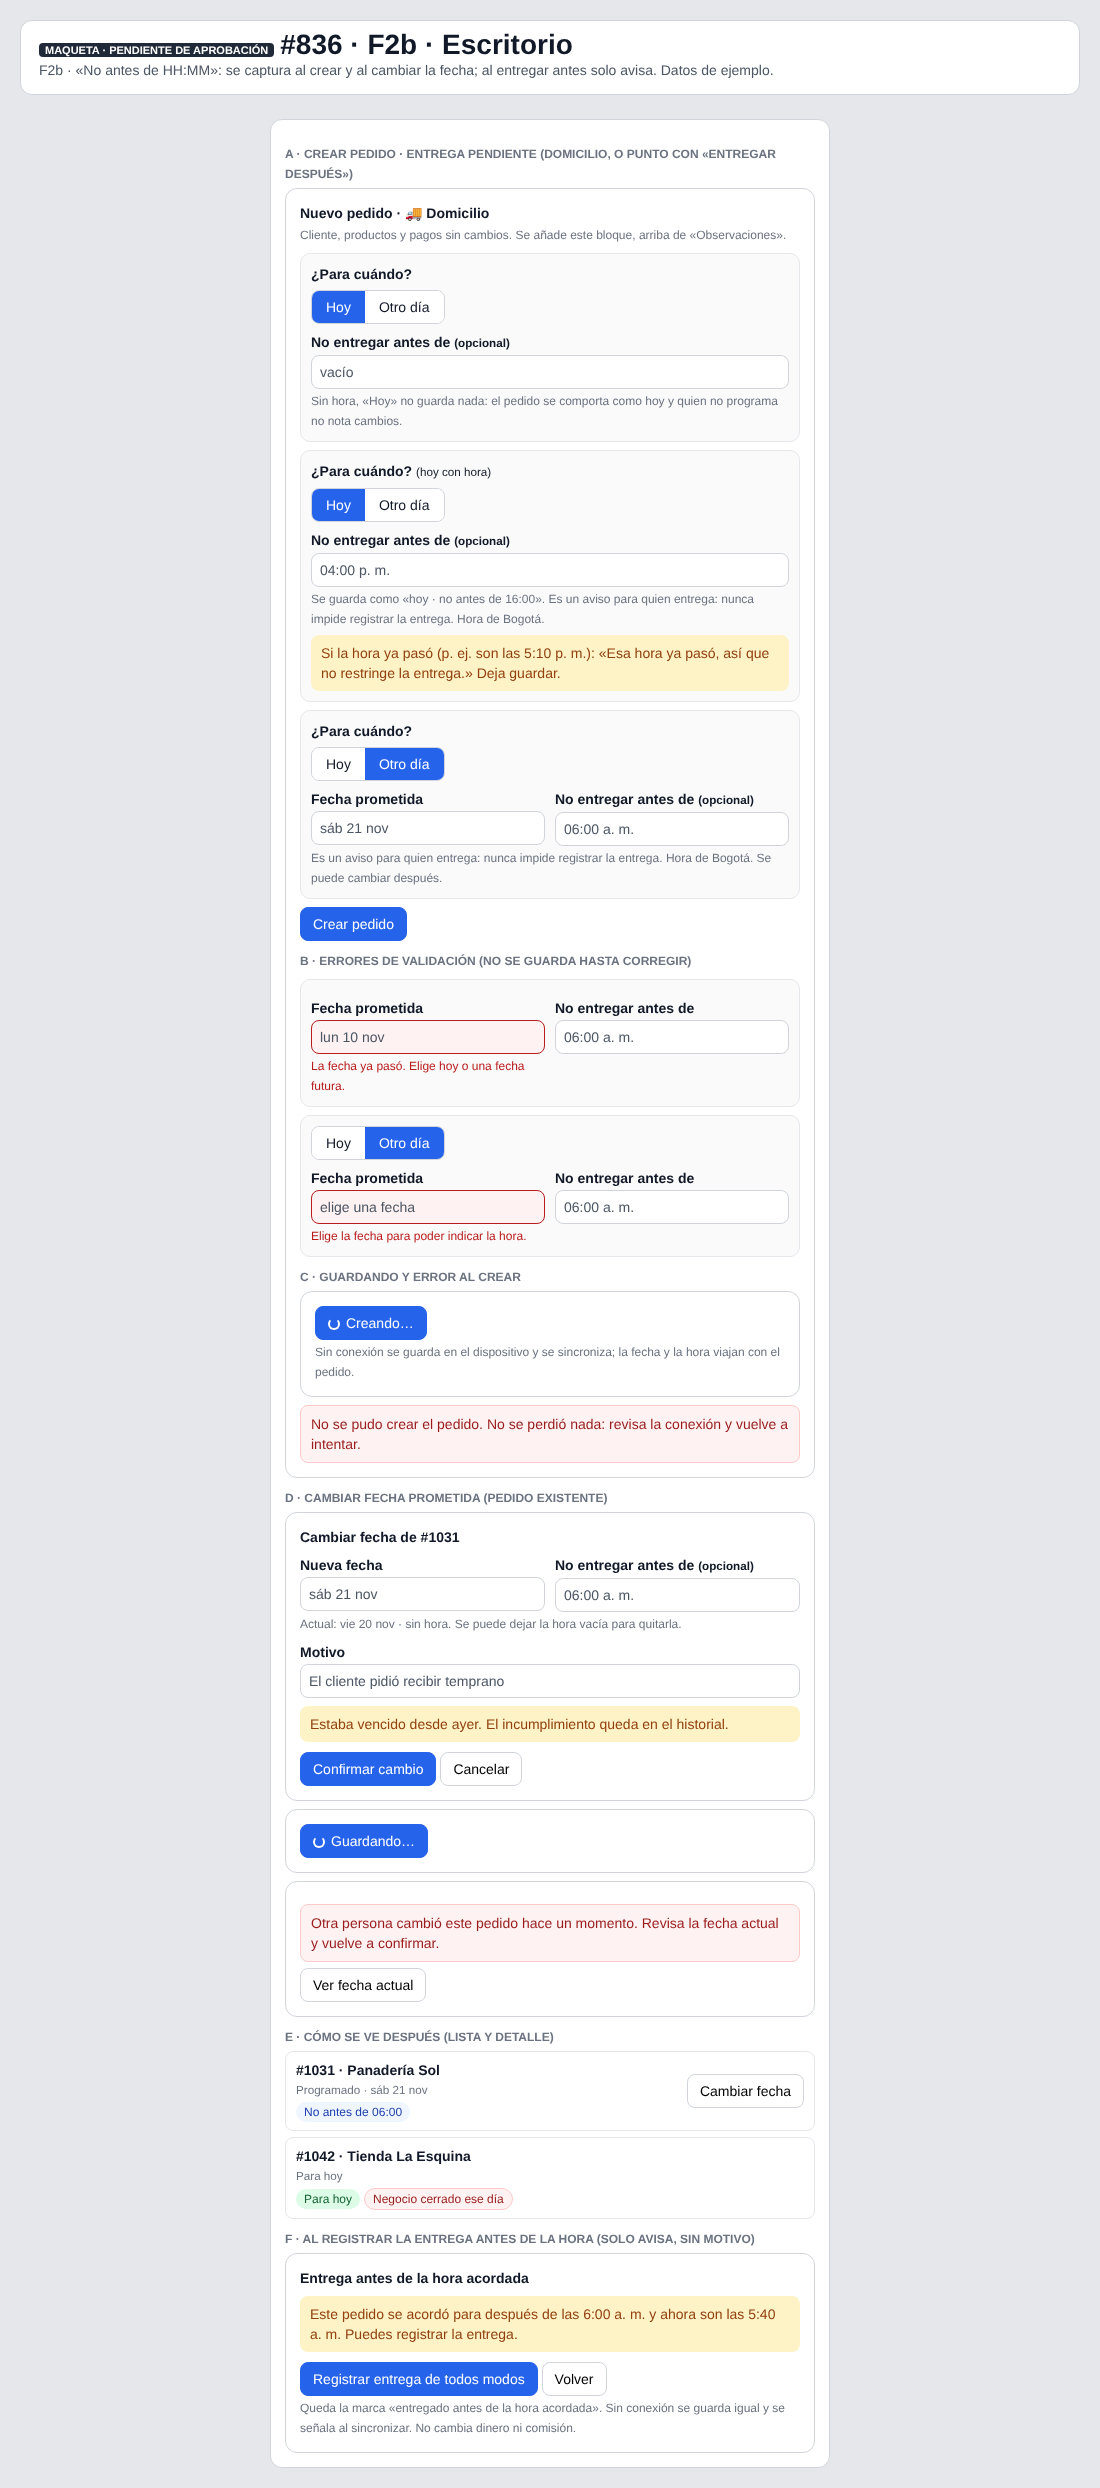 MAQUETA · PENDIENTE DE APROBACIÓN #836 · F2b · Escritorio
F2b · «No antes de HH:MM»: se captura al crear y al cambiar la fecha; al entregar antes solo avisa. Datos de ejemplo.
A · CREAR PEDIDO · ENTREGA PENDIENTE (DOMICILIO, O PUNTO CON «ENTREGAR
DESPUÉS»)
Nuevo pedido · 🚚 Domicilio
Cliente, productos y pagos sin cambios. Se añade este bloque, arriba de «Observaciones».
¿Para cuándo?
Hoy Otro día
No entregar antes de (opcional)
vacío
Sin hora, «Hoy» no guarda nada: el pedido se comporta como hoy y quien no programa
no nota cambios.
¿Para cuándo? (hoy con hora)
Hoy Otro día
No entregar antes de (opcional)
04:00 p. m.
Se guarda como «hoy · no antes de 16:00». Es un aviso para quien entrega: nunca
impide registrar la entrega. Hora de Bogotá.
Si la hora ya pasó (p. ej. son las 5:10 p. m.): «Esa hora ya pasó, así que
no restringe la entrega.» Deja guardar.
¿Para cuándo?
Hoy Otro día
Fecha prometida No entregar antes de (opcional)
sáb 21 nov 06:00 a. m.
Es un aviso para quien entrega: nunca impide registrar la entrega. Hora de Bogotá. Se
puede cambiar después.
Crear pedido
B · ERRORES DE VALIDACIÓN (NO SE GUARDA HASTA CORREGIR)
Fecha prometida No entregar antes de
lun 10 nov 06:00 a. m.
La fecha ya pasó. Elige hoy o una fecha
futura.
Hoy Otro día
Fecha prometida No entregar antes de
elige una fecha 06:00 a. m.
Elige la fecha para poder indicar la hora.
C · GUARDANDO Y ERROR AL CREAR
Creando…
Sin conexión se guarda en el dispositivo y se sincroniza; la fecha y la hora viajan con el
pedido.
No se pudo crear el pedido. No se perdió nada: revisa la conexión y vuelve a
intentar.
D · CAMBIAR FECHA PROMETIDA (PEDIDO EXISTENTE)
Cambiar fecha de #1031
Nueva fecha No entregar antes de (opcional)
sáb 21 nov 06:00 a. m.
Actual: vie 20 nov · sin hora. Se puede dejar la hora vacía para quitarla.
Motivo
El cliente pidió recibir temprano
Estaba vencido desde ayer. El incumplimiento queda en el historial.
Confirmar cambio Cancelar
Guardando…
Otra persona cambió este pedido hace un momento. Revisa la fecha actual
y vuelve a confirmar.
Ver fecha actual
E · CÓMO SE VE DESPUÉS (LISTA Y DETALLE)
#1031 · Panadería Sol
Programado · sáb 21 nov
No antes de 06:00
Cambiar fecha
#1042 · Tienda La Esquina
Para hoy
Para hoy Negocio cerrado ese día
F · AL REGISTRAR LA ENTREGA ANTES DE LA HORA (SOLO AVISA, SIN MOTIVO)
Entrega antes de la hora acordada
Este pedido se acordó para después de las 6:00 a. m. y ahora son las 5:40
a. m. Puedes registrar la entrega.
Registrar entrega de todos modos Volver
Queda la marca «entregado antes de la hora acordada». Sin conexión se guarda igual y se
señala al sincronizar. No cambia dinero ni comisión.